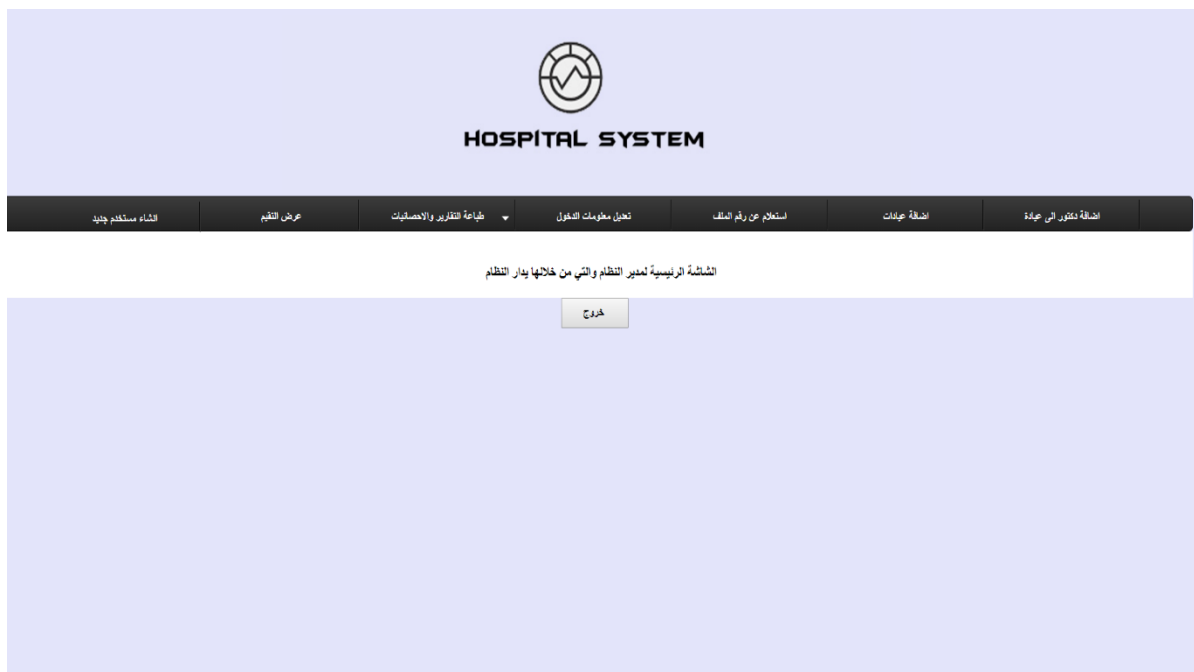 HOSPITAL SYSTEM
اضافة دكتور الى عيادة
اضافة عيادات
استعلام عن رقم الملف
تعديل معلومات الدخول
طباعة التقارير والاحصائيات
عرض التقيم
انشاء مستخدم جديد
الشاشة الرئيسية لمدير النظام والتي من خلالها يدار النظام
خروج